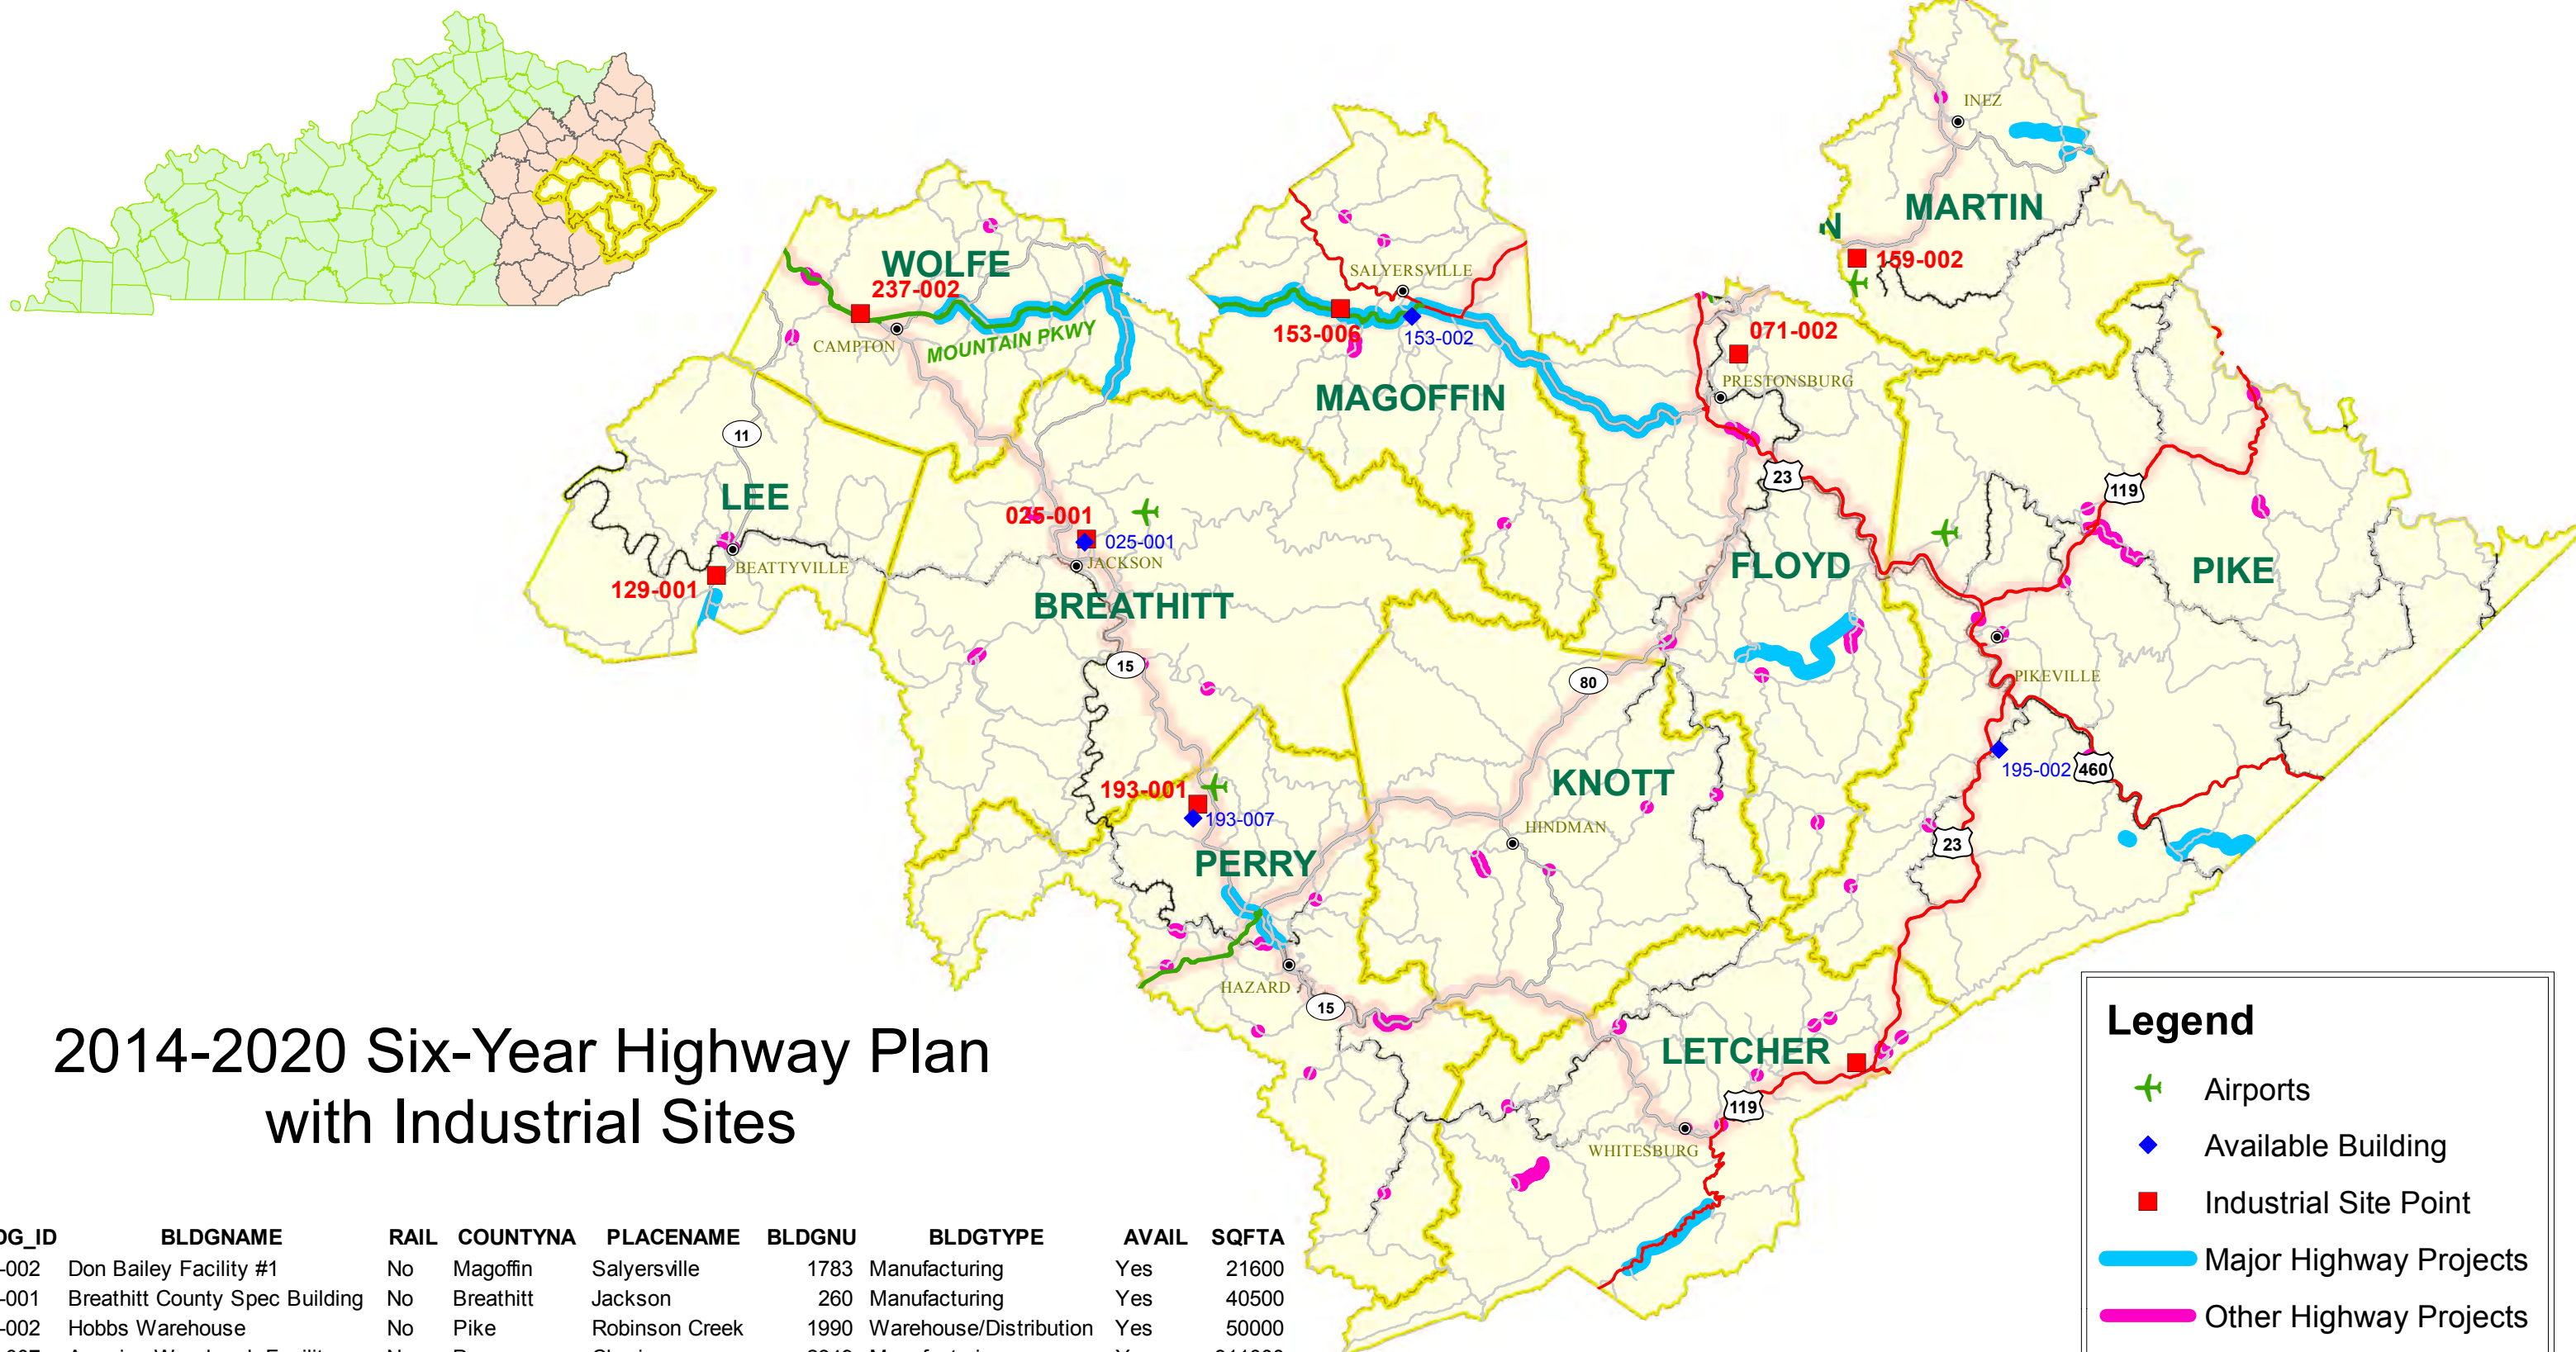 INEZ
MARTIN
N
159-002
WOLFE
237-002
CAMPTON
MOUNTAIN PKWY
SALYERSVILLE
153-006
153-002
MAGOFFIN
071-002
PRESTONSBURG
11
LEE
23
119
025-001
025-001
JACKSON
BEATTYVILLE
129-001
BREATHITT
FLOYD
PIKE
15
80
PIKEVILLE
195-002
460
193-001
193-007
KNOTT
HINDMAN
23
PERRY
HAZARD
15
LETCHER
119
WHITESBURG
2014-2020 Six-Year Highway Plan
with Industrial Sites
Legend
Airports
Available Building
Industrial Site Point
Major Highway Projects
Other Highway Projects
DG_ID BLDGNAME RAIL COUNTYNA PLACENAME BLDGNU BLDGTYPE AVAIL SQFTA
-002 Don Bailey Facility #1 No Magoffin Salyersville 1783 Manufacturing Yes 21600
-001 Breathitt County Spec Building No Breathitt Jackson 260 Manufacturing Yes 40500
-002 Hobbs Warehouse No Pike Robinson Creek 1990 Warehouse/Distribution Yes 50000